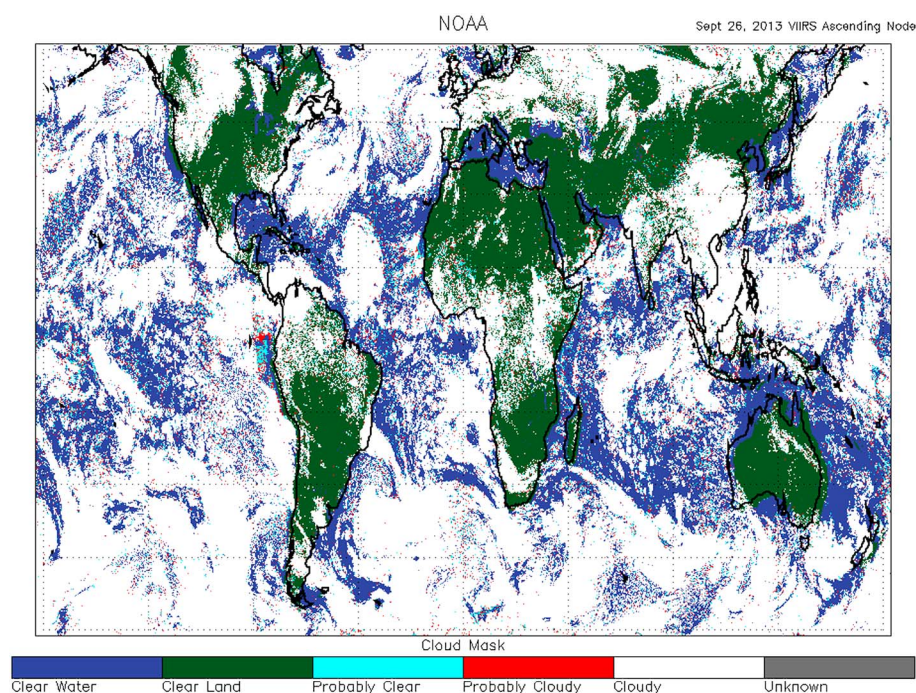 NOAA
Sept 26, 2013 VIIRS Ascending Node
Cloud Mask
Clear Water
Clear Land
Probably Clear
Probably Cloudy
Cloudy
Unknown